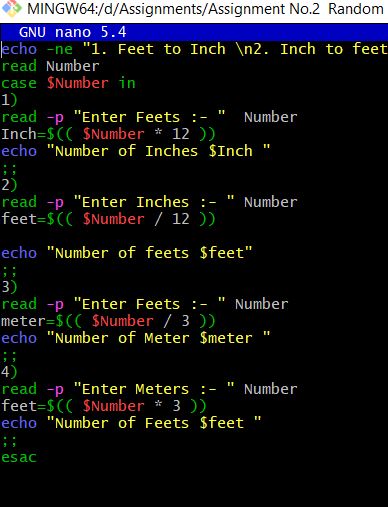 MINGW64:/d/Assignments/Assignment No.2 Random
GNU nano 5.4
echo -ne "1. Feet to Inch \n2. Inch to feet
read Number
case $Number in
1)
read -p "Enter Feets :- "  Number
Inch=$(( $Number * 12 ))
echo "Number of Inches $Inch "
;;
2)
read -p "Enter Inches :- " Number
feet=$(( $Number / 12 ))
echo "Number of feets $feet"
;;
3)
read -p "Enter Feets :- " Number
meter=$(( $Number / 3 ))
echo "Number of Meter $meter "
;;
4)
read -p "Enter Meters :- " Number
feet=$(( $Number * 3 ))
echo "Number of Feets $feet "
;;
esac